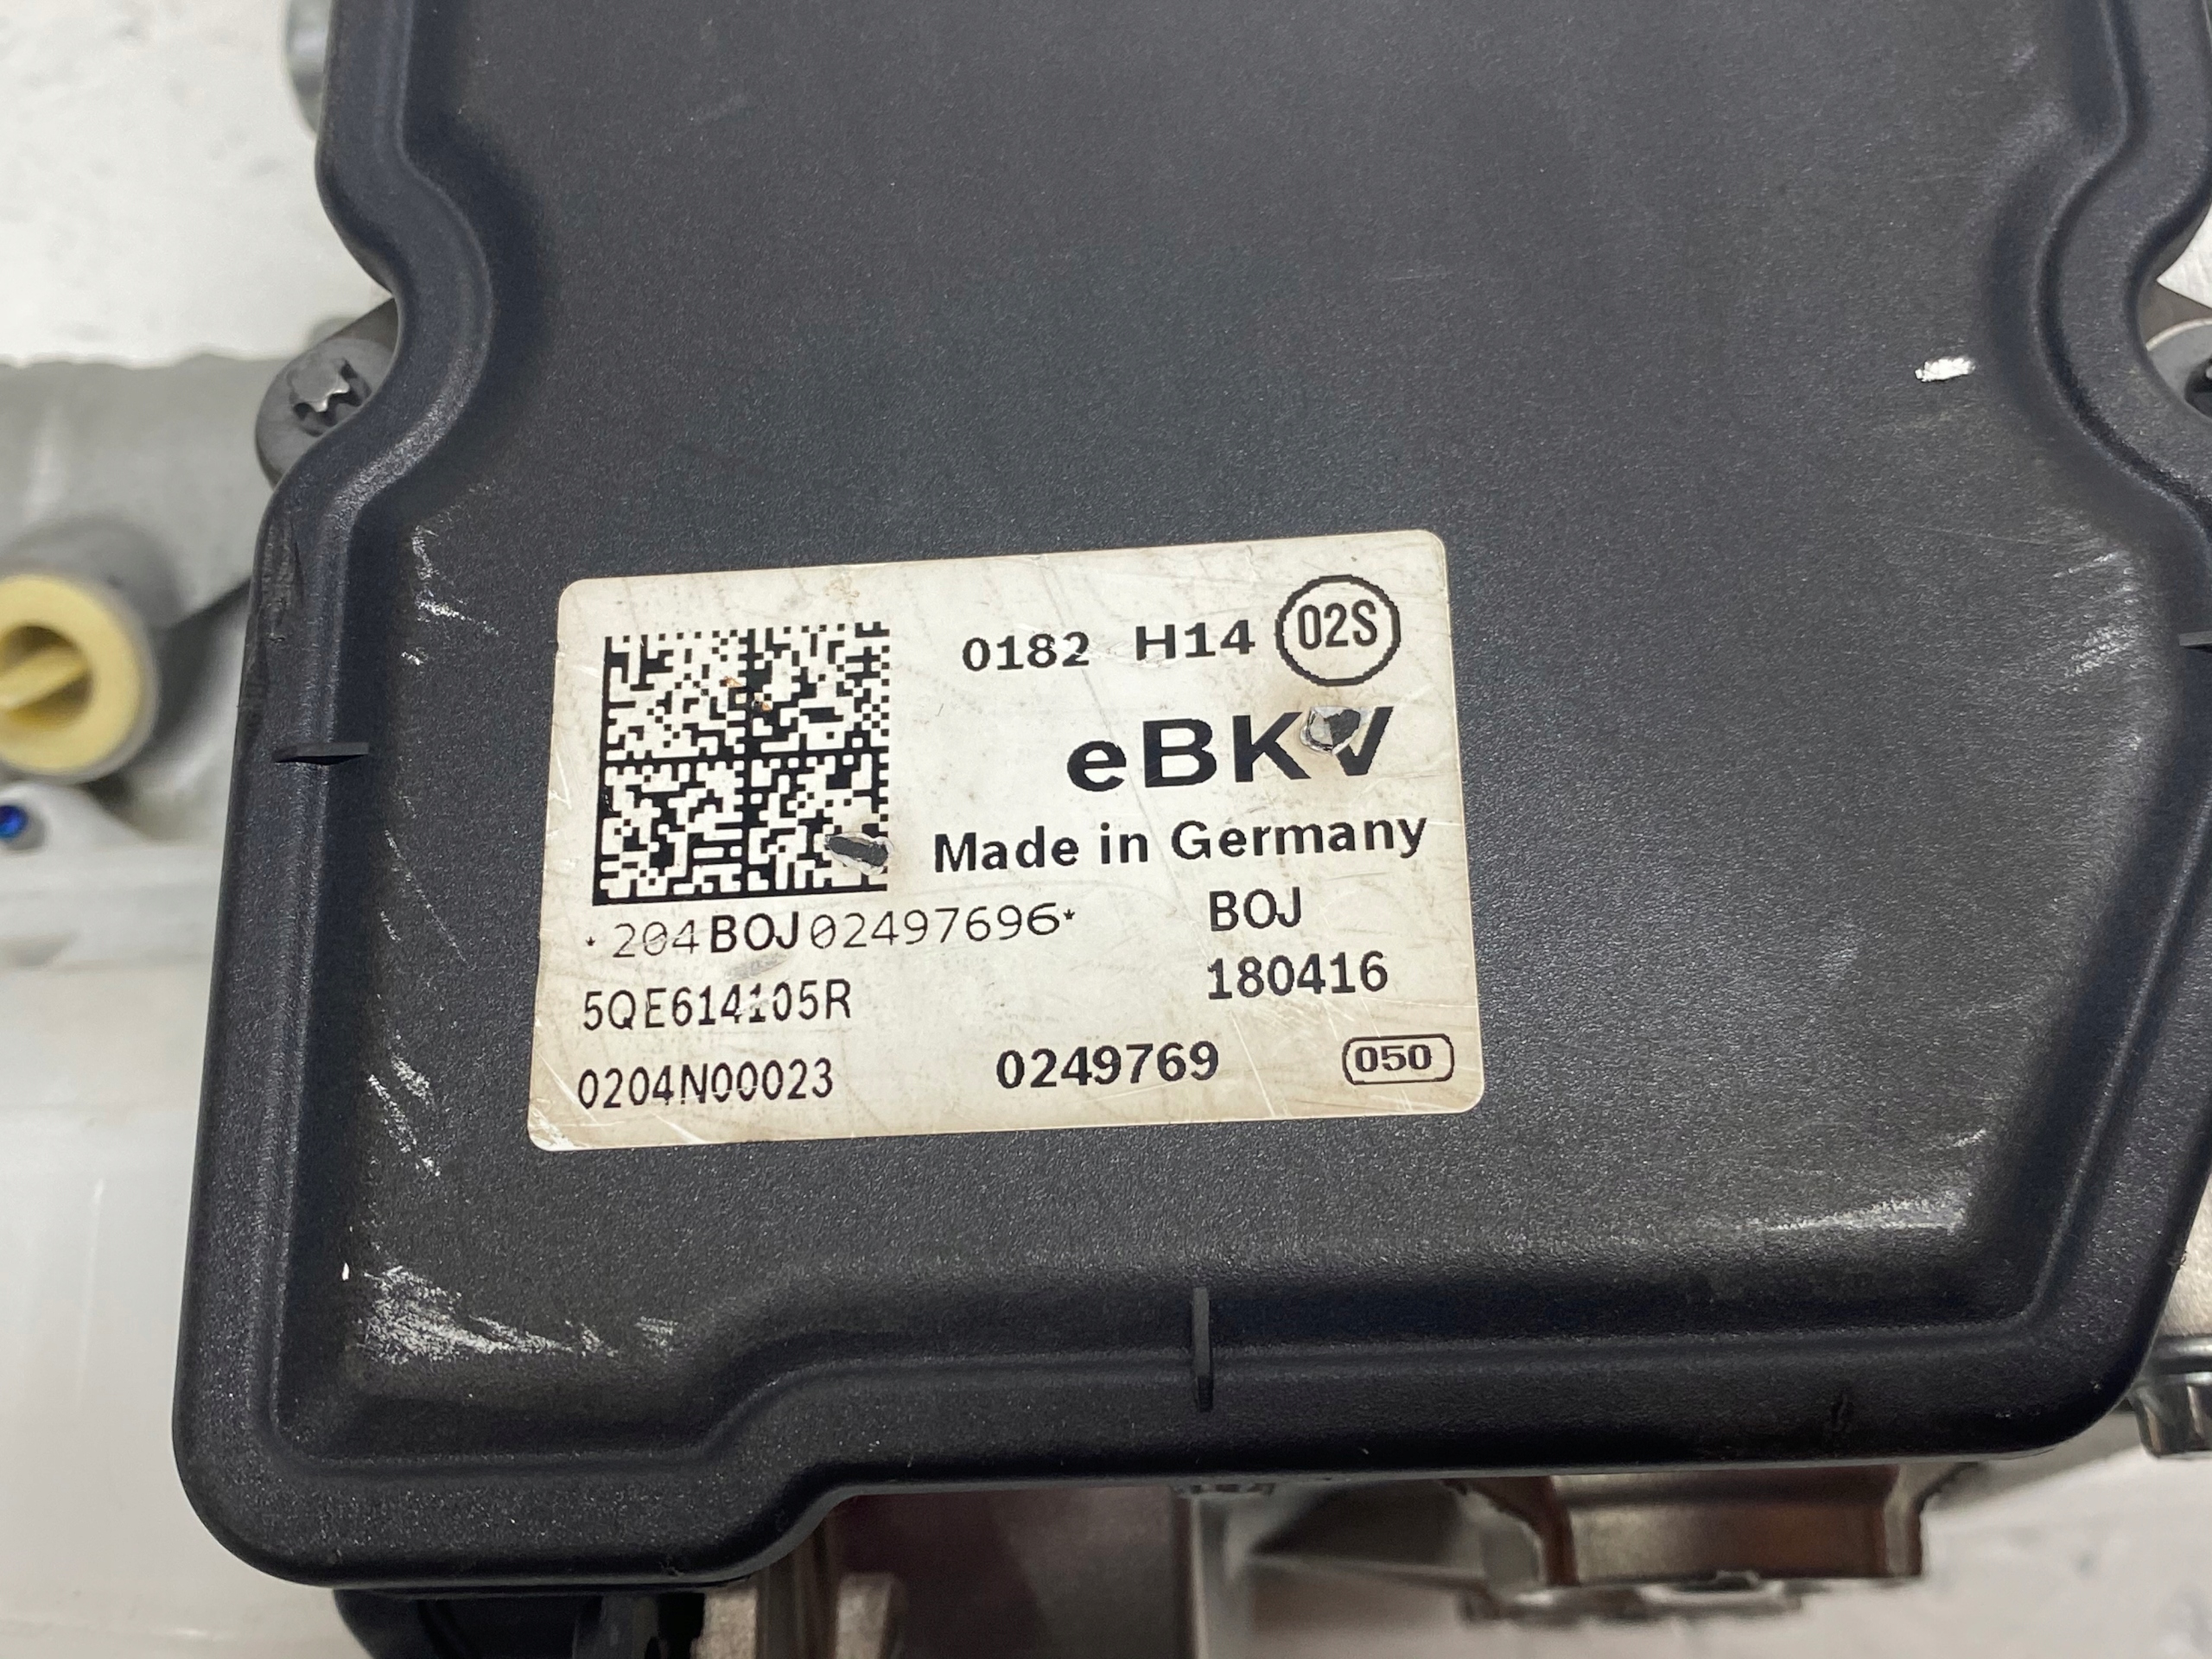 0182 H14 02S
eBKV
Made in Germany
*204BOJ02497696*
BOJ
5QE614105R
180416
0204N00023
0249769
050